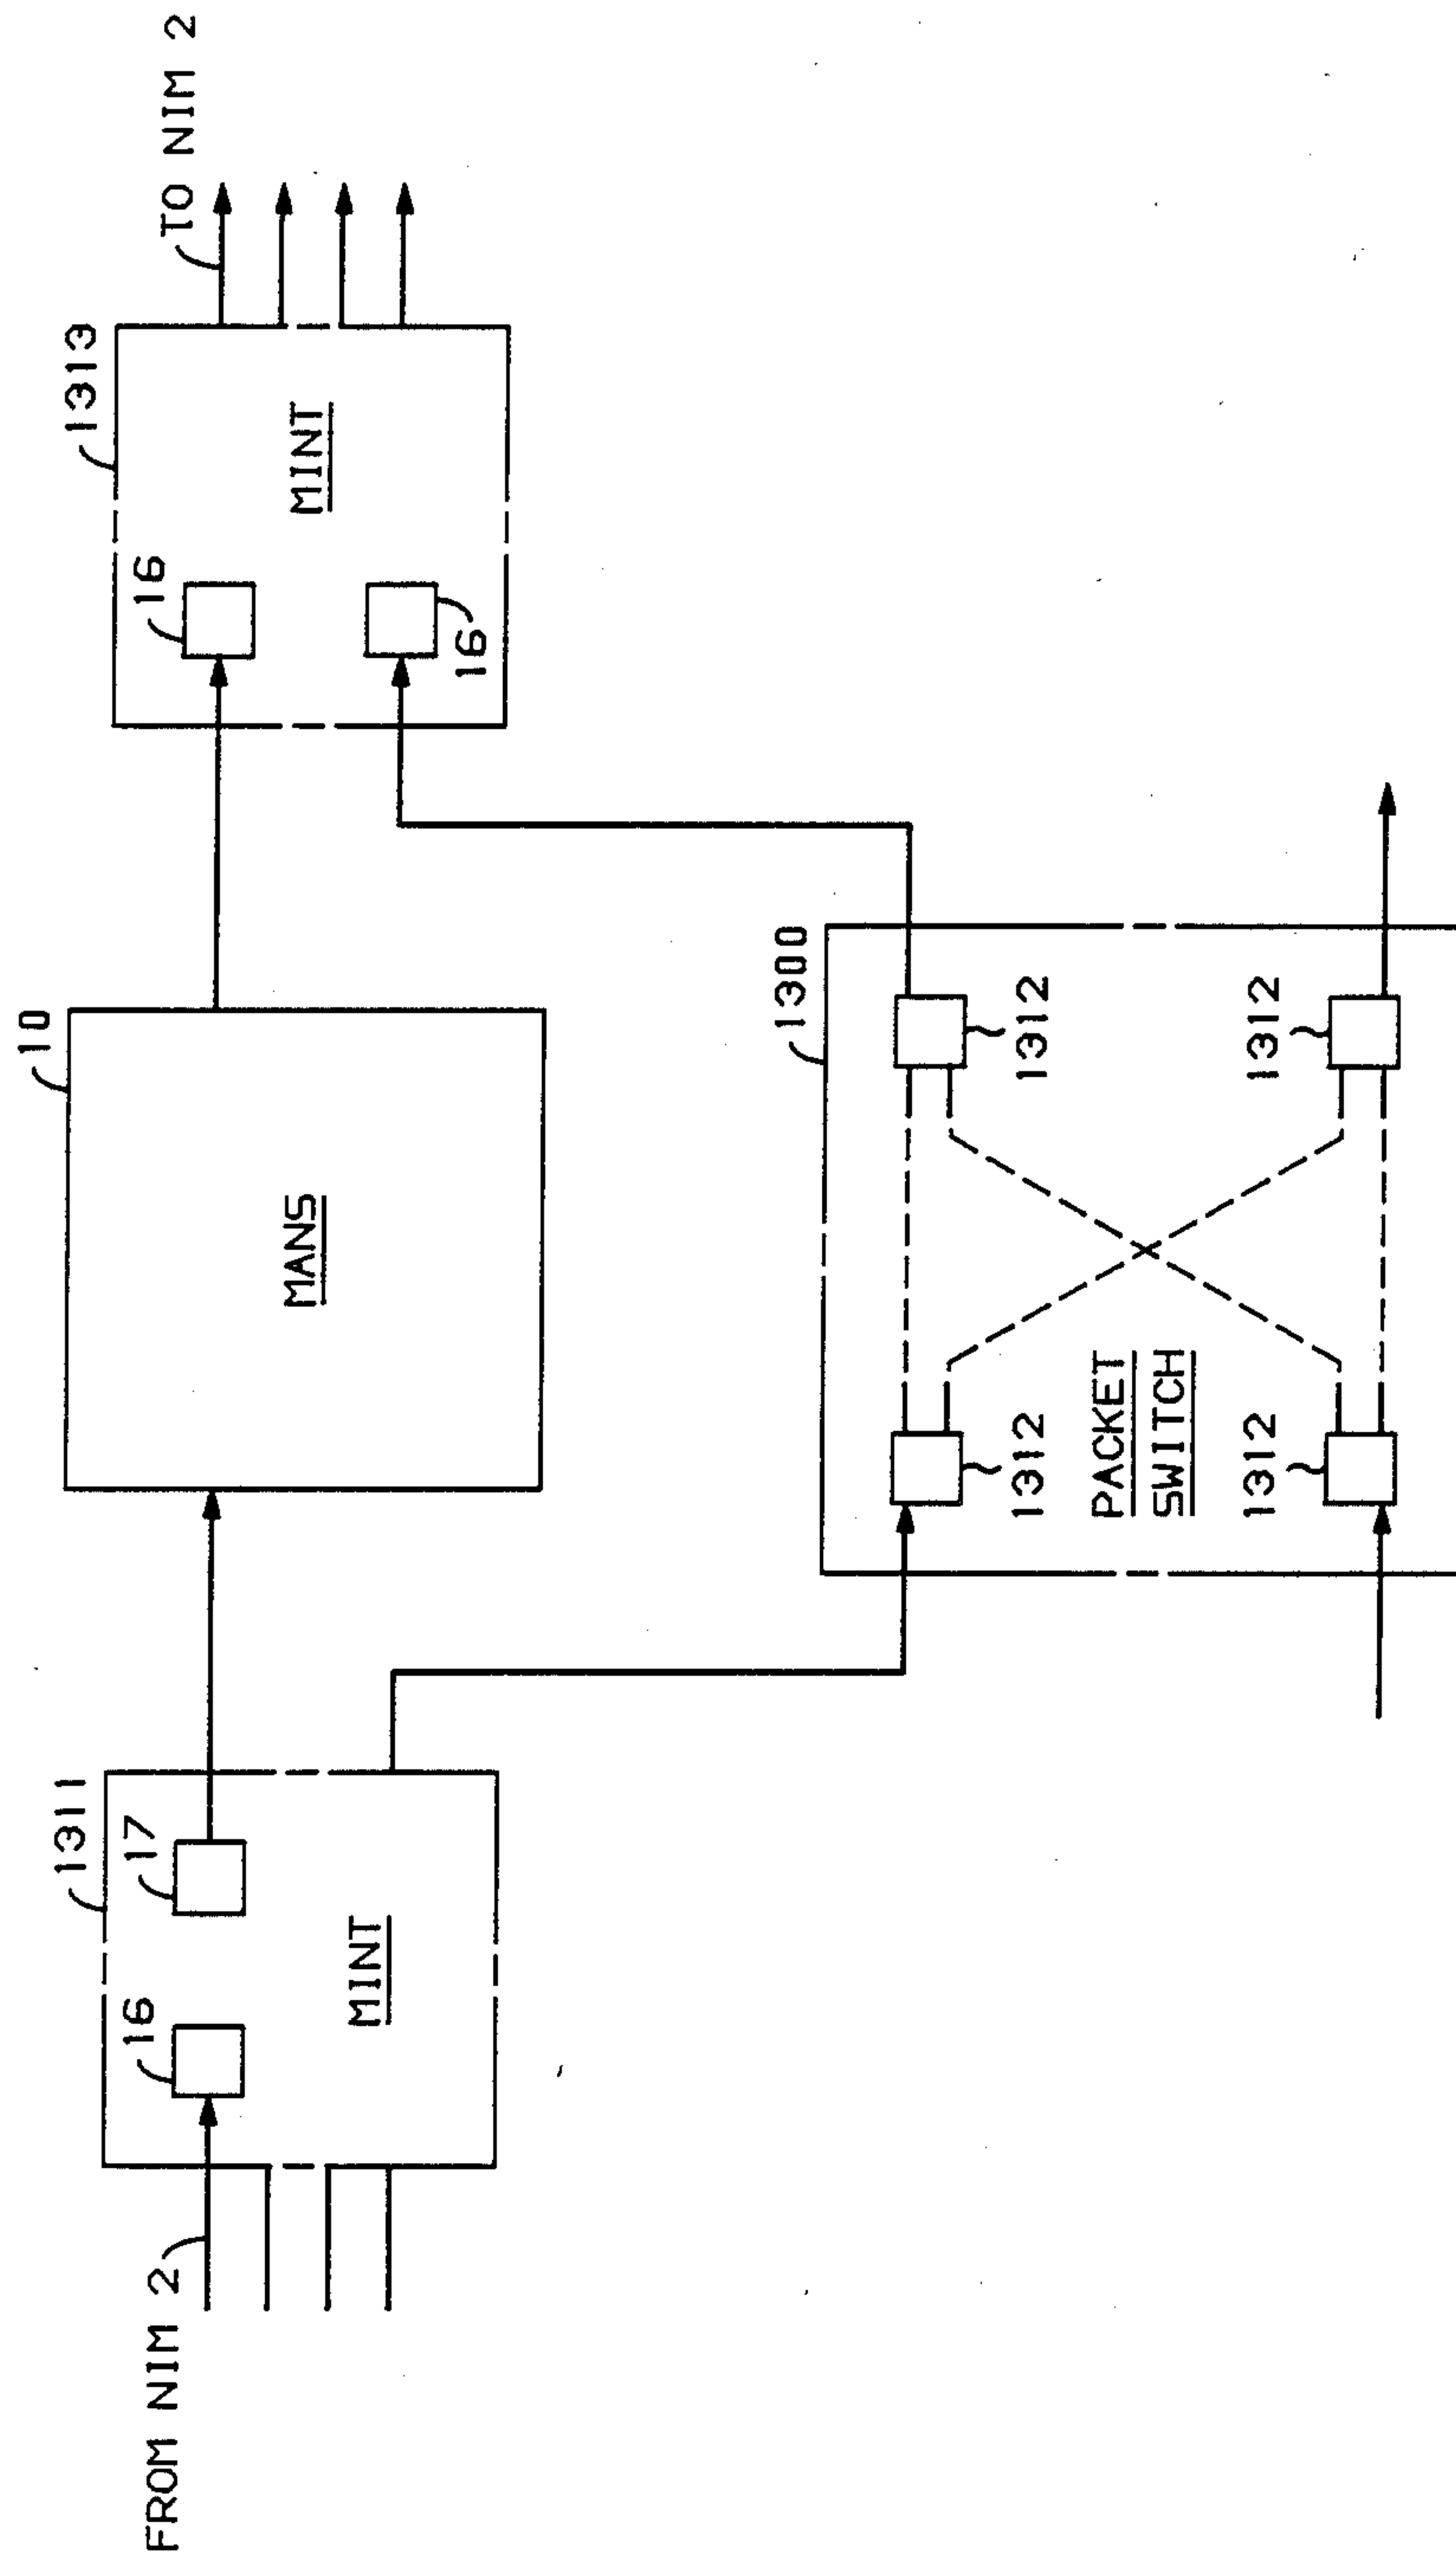 FROM NIM 2
1311
16
17
MINT
10
MANS
1313
16
16
MINT
TO NIM 2
1300
1312
1312
PACKET
SWITCH
1312
1312